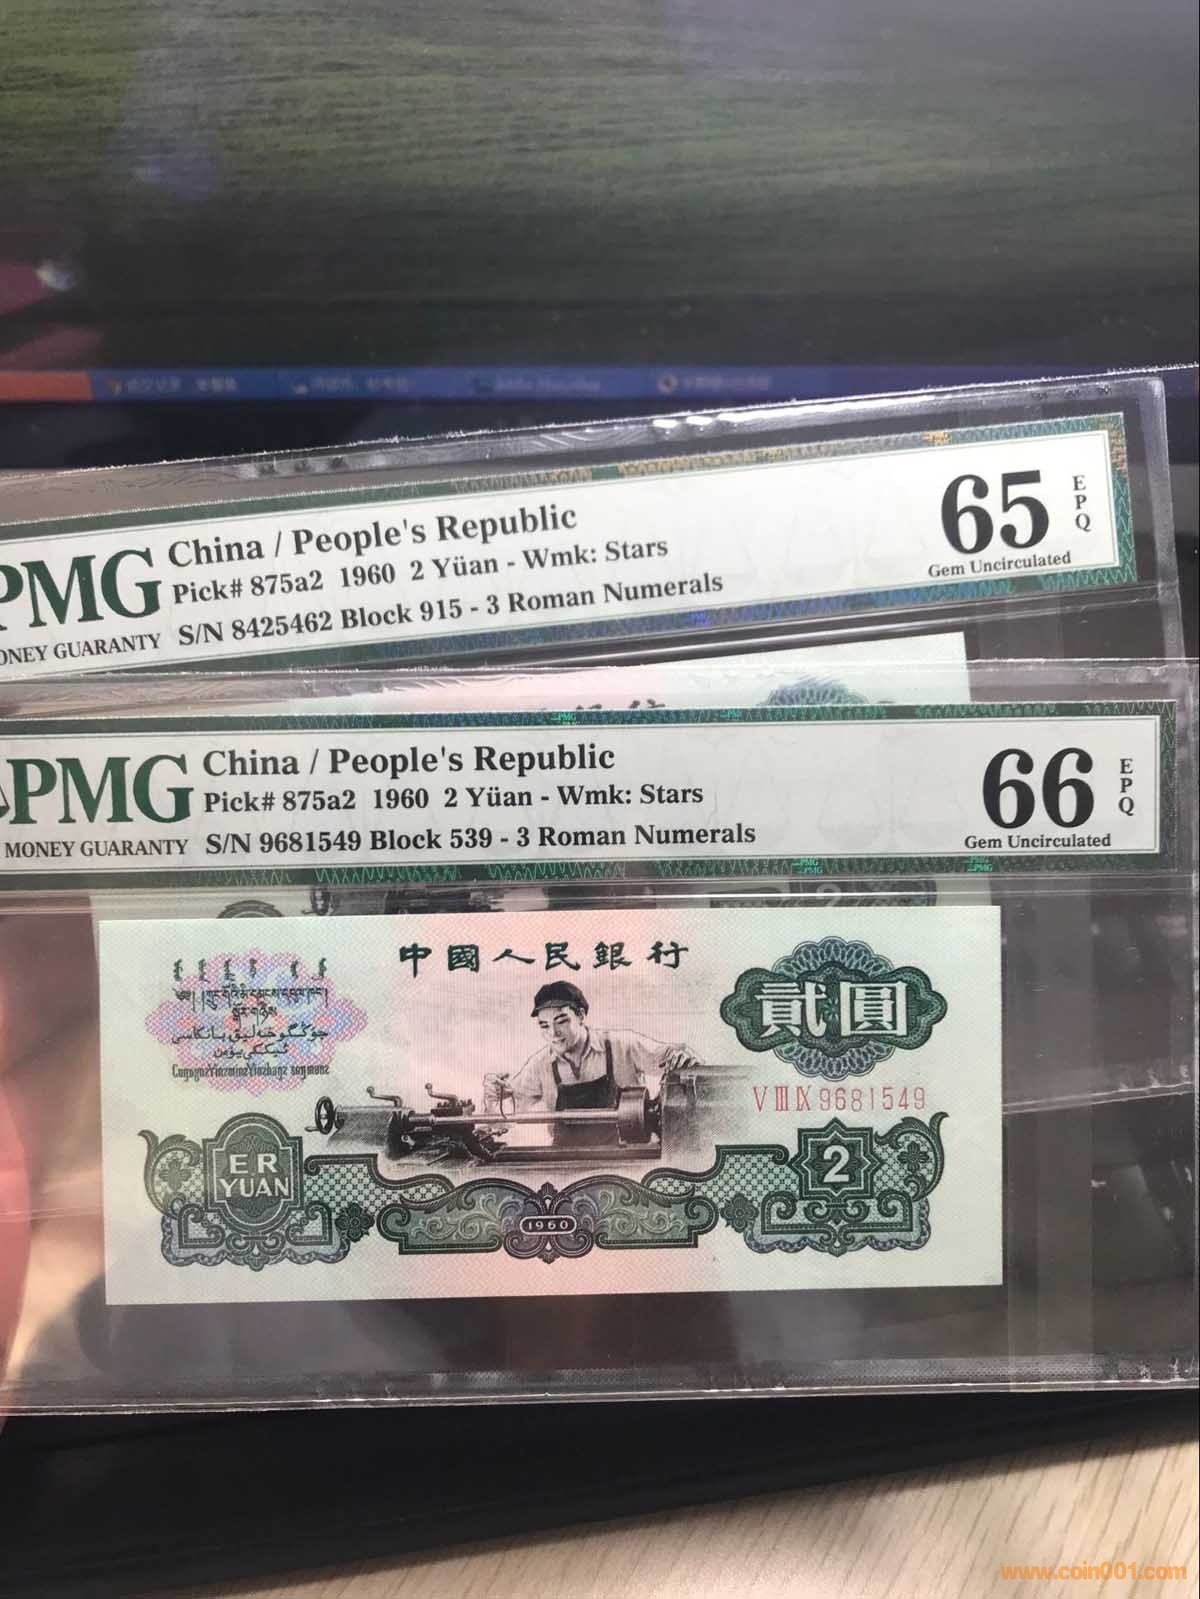 PMG
China / People's Republic
Pick# 875a2 1960 2 Yüan - Wmk: Stars
S/N 8425462 Block 915 - 3 Roman Numerals
MONEY GUARANTY
65
EPQ
Gem Uncirculated
PMG
China / People's Republic
Pick# 875a2 1960 2 Yüan - Wmk: Stars
S/N 9681549 Block 539 - 3 Roman Numerals
MONEY GUARANTY
66
EPQ
Gem Uncirculated
中國人民銀行
貳圓
V III IX 9681549
ER
YUAN
1960
2
www.coin001.com